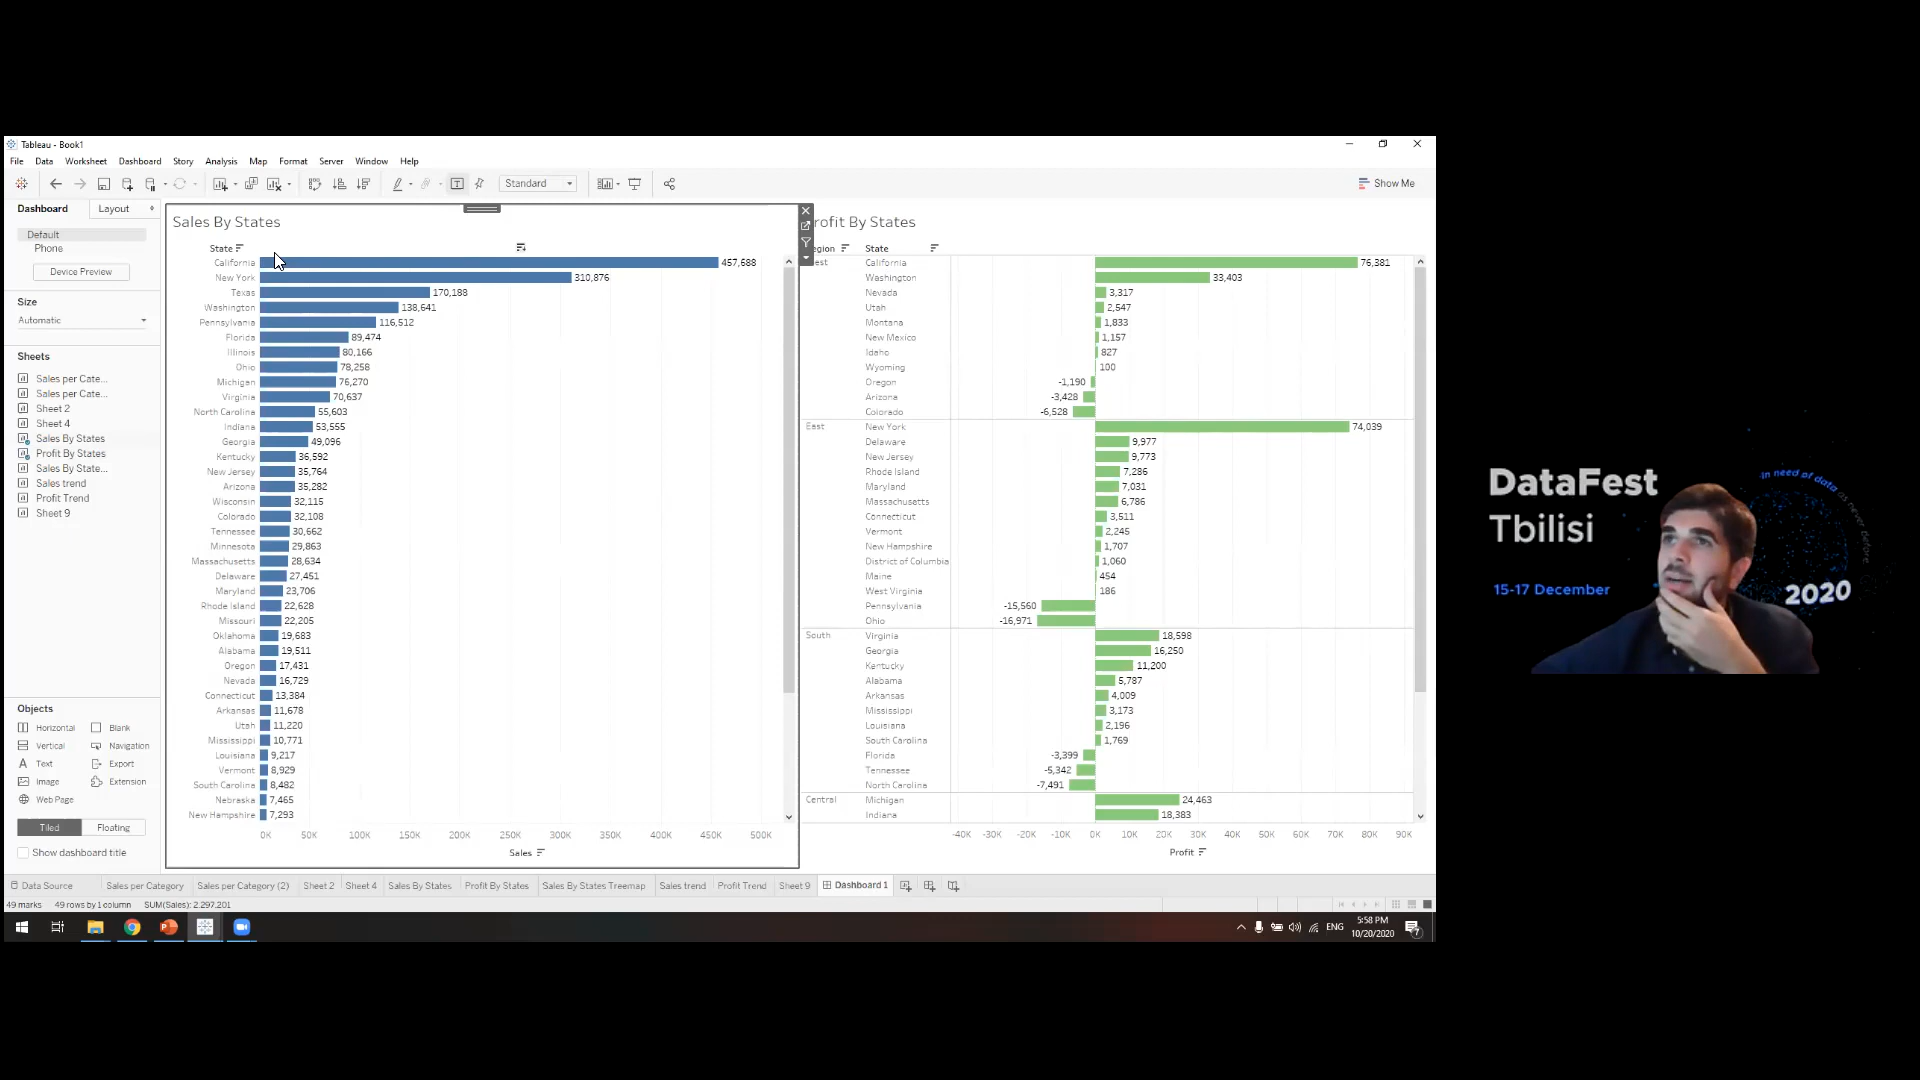 Tableau - Book1
File Data Worksheet Dashboard Story Analysis Map Format Server Window Help
Standard
Show Me
Dashboard
Layout
Default
Phone
Device Preview
Size
Automatic
Sheets
Sales per Cate...
Sales per Cate...
Sheet 2
Sheet 4
Sales By States
Profit By States
Sales By State...
Sales trend
Profit Trend
Sheet 9
Objects
Horizontal
Blank
Vertical
Navigation
Text
Export
Image
Extension
Web Page
Tiled
Floating
Show dashboard title
Sales By States
State
California 457,688
New York 310,876
Texas 170,188
Washington 138,641
Pennsylvania 116,512
Florida 89,474
Illinois 80,166
Ohio 78,258
Michigan 76,270
Virginia 70,637
North Carolina 55,603
Indiana 53,555
Georgia 49,096
Kentucky 36,592
New Jersey 35,764
Arizona 35,282
Wisconsin 32,115
Colorado 32,108
Tennessee 30,662
Minnesota 29,863
Massachusetts 28,634
Delaware 27,451
Maryland 23,706
Rhode Island 22,628
Missouri 22,205
Oklahoma 19,683
Alabama 19,511
Oregon 17,431
Nevada 16,729
Connecticut 13,384
Arkansas 11,678
Utah 11,220
Mississippi 10,771
Louisiana 9,217
Vermont 8,929
South Carolina 8,482
Nebraska 7,465
New Hampshire 7,293
0K 50K 100K 150K 200K 250K 300K 350K 400K 450K 500K
Sales
rofit By States
egion State
est California 76,381
Washington 33,403
Nevada 3,317
Utah 2,547
Montana 1,833
New Mexico 1,157
Idaho 827
Wyoming 100
Oregon -1,190
Arizona -3,428
Colorado -6,528
East New York 74,039
Delaware 9,977
New Jersey 9,773
Rhode Island 7,286
Maryland 7,031
Massachusetts 6,786
Connecticut 3,511
Vermont 2,245
New Hampshire 1,707
District of Columbia 1,060
Maine 454
West Virginia 186
Pennsylvania -15,560
Ohio -16,971
South Virginia 18,598
Georgia 16,250
Kentucky 11,200
Alabama 5,787
Arkansas 4,009
Mississippi 3,173
Louisiana 2,196
South Carolina 1,769
Florida -3,399
Tennessee -5,342
North Carolina -7,491
Central Michigan 24,463
Indiana 18,383
-40K -30K -20K -10K 0K 10K 20K 30K 40K 50K 60K 70K 80K 90K
Profit
Data Source Sales per Category Sales per Category (2) Sheet 2 Sheet 4 Sales By States Profit By States Sales By States Treemap Sales trend Profit Trend Sheet 9 Dashboard 1
49 marks 49 rows by 1 column SUM(Sales): 2,297,201
ENG
5:58 PM
10/20/2020
DataFest
Tbilisi
15-17 December
in need of data as never before
2020